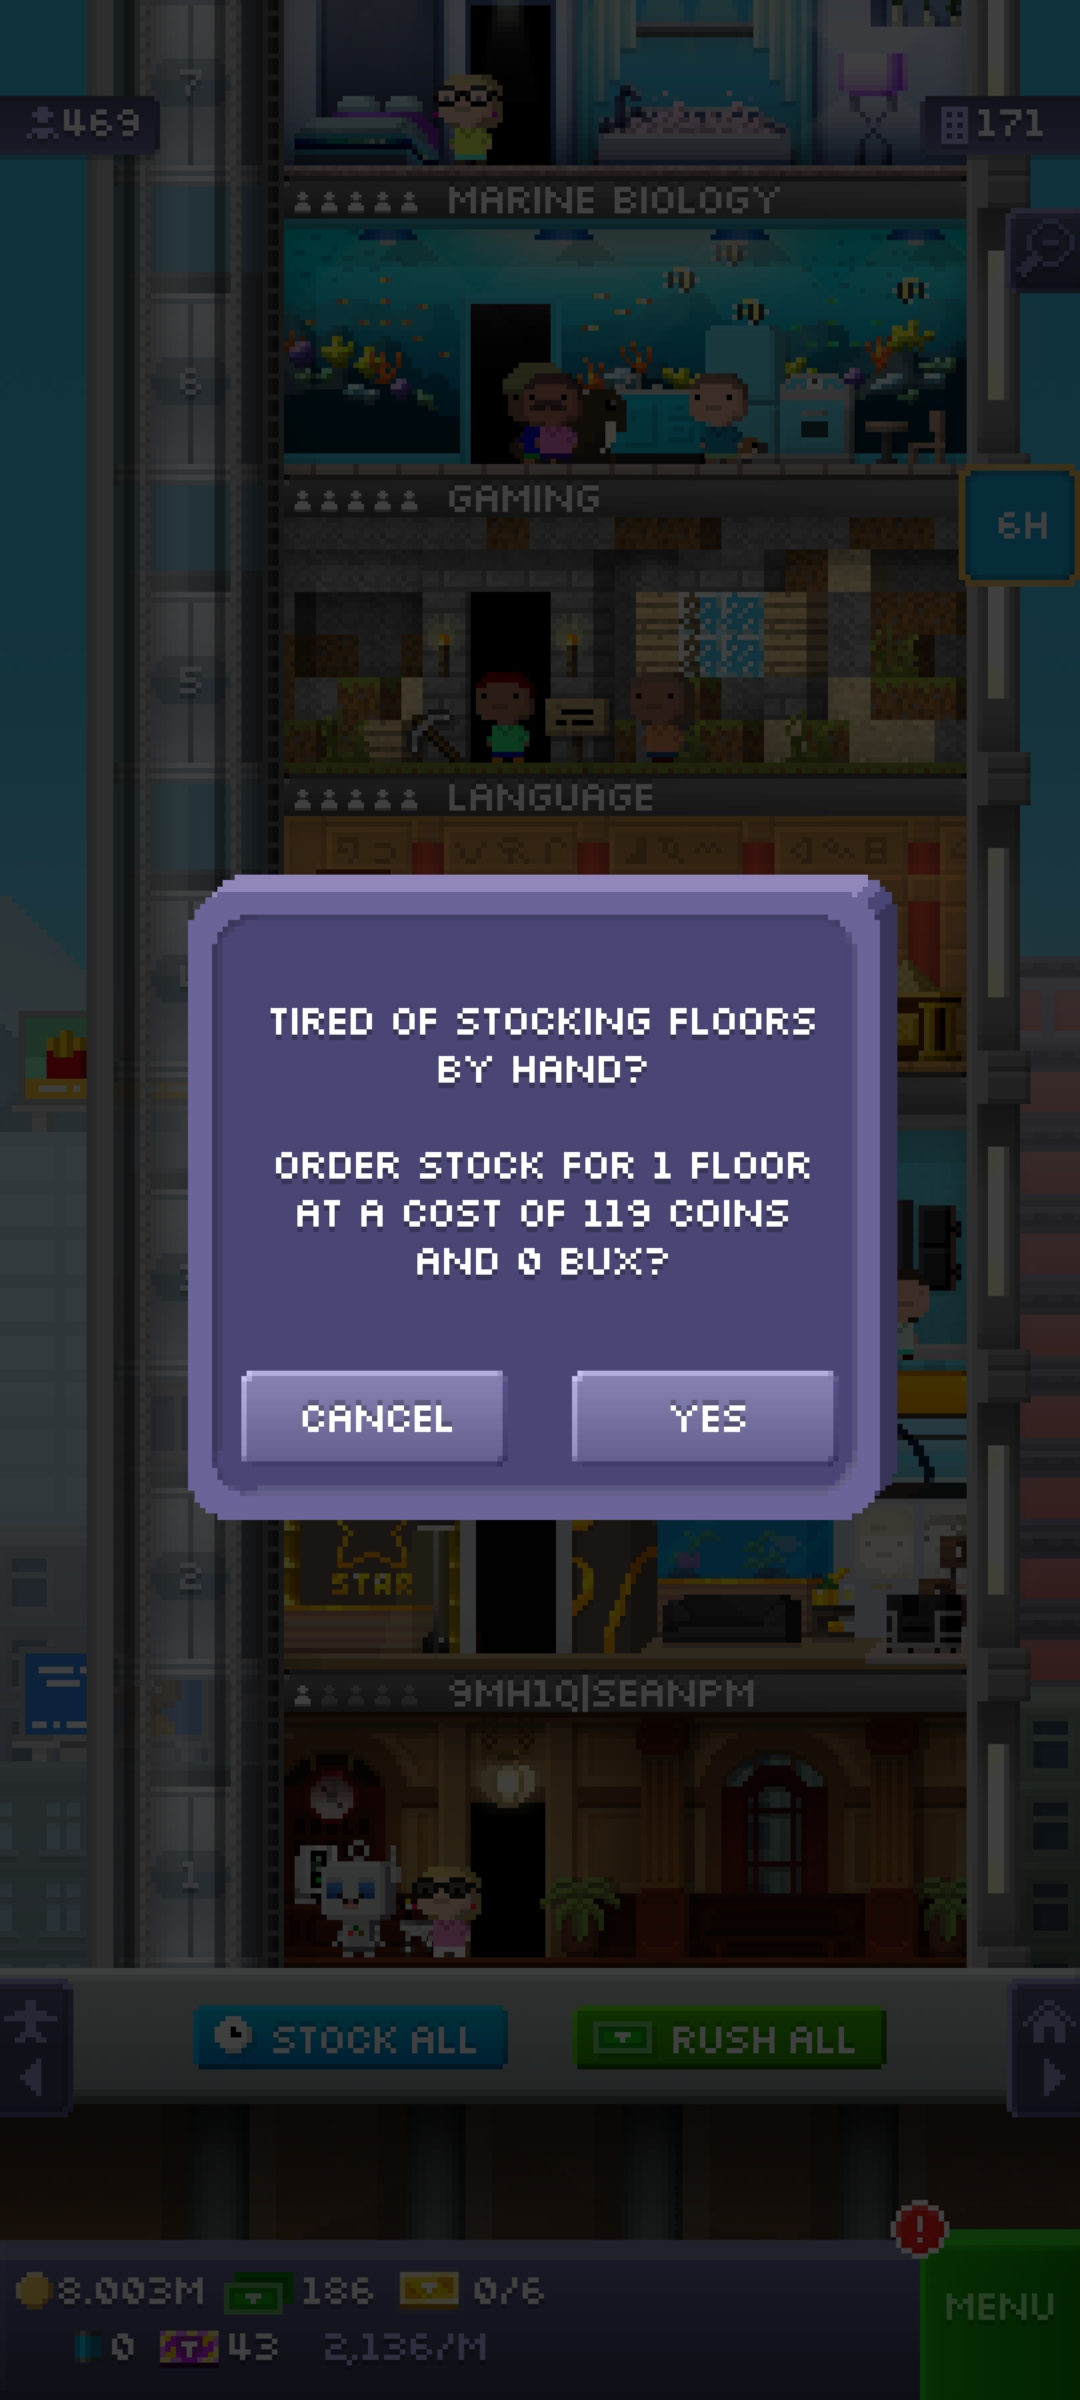 7
469
171
MARINE BIOLOGY
6
GAMING
6H
5
LANGUAGE
TIRED OF STOCKING FLOORS
BY HAND?
ORDER STOCK FOR 1 FLOOR
AT A COST OF 119 COINS
AND 0 BUX?
CANCEL
YES
2
STAR
9MH1Q|SEANPM
1
STOCK ALL
RUSH ALL
8.003M
186
0/6
MENU
0
43
2,136/M